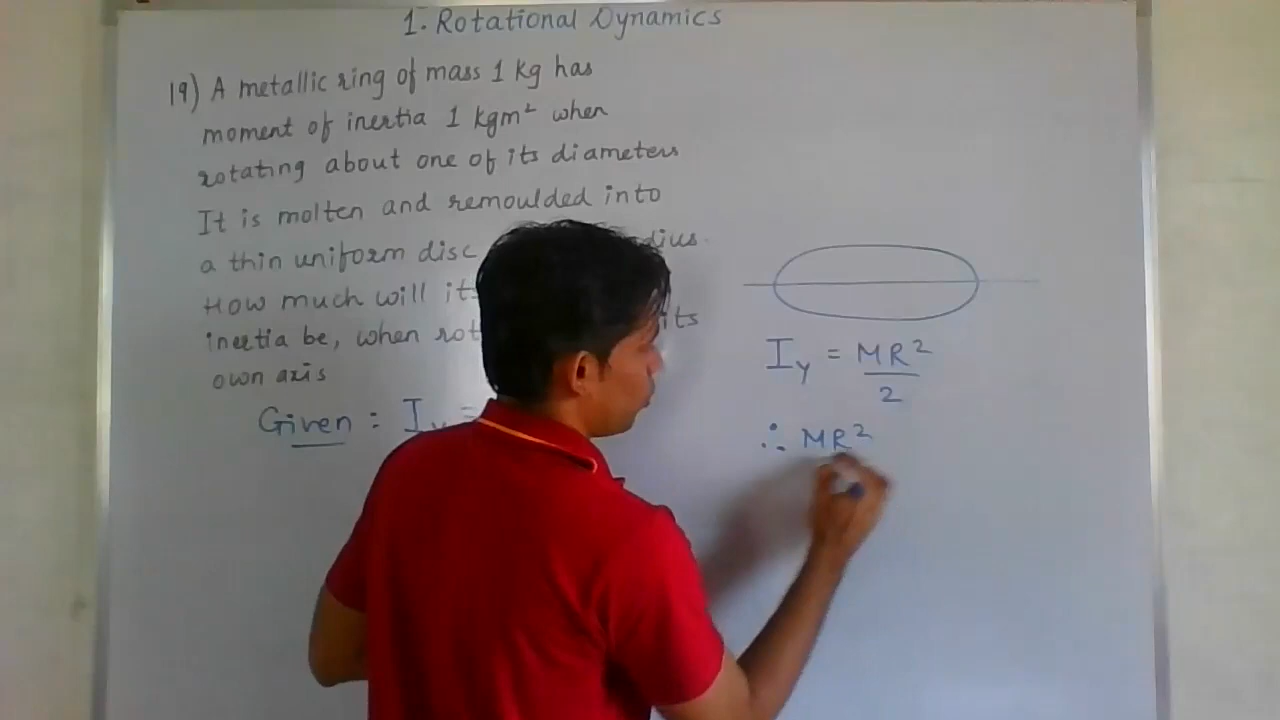 1. Rotational Dynamics
19) A metallic ring of mass 1 kg has
moment of inertia 1 kgm² when
rotating about one of its diameters
It is molten and remoulded into
a thin uniform disc
How much will
inertia be, when its
own axis
Given : I
I_y = MR²/2
∴ MR²